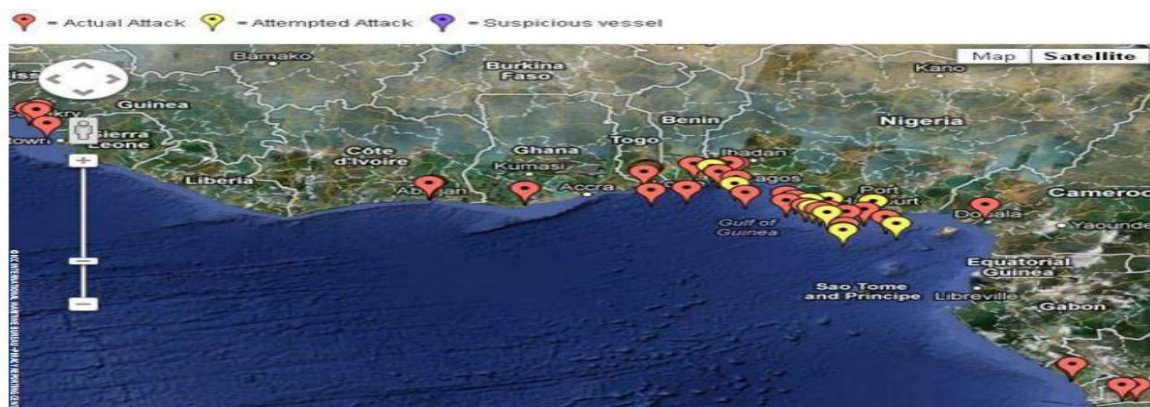 = Actual Attack = Attempted Attack = Suspicious vessel
Map Satellite
Bamako
Burkina
Faso
Kano
Guinea
Benin
Nigeria
Togo
Sierra
Leone
Côte
d'Ivoire
Ghana
Kumasi
Ibadan
Liberia
Accra
Port
Cameroo
Douala
Yaounde
Gulf of
Guinea
Equatorial
Guinea
Sao Tome
and Principe
Libreville
Gabon